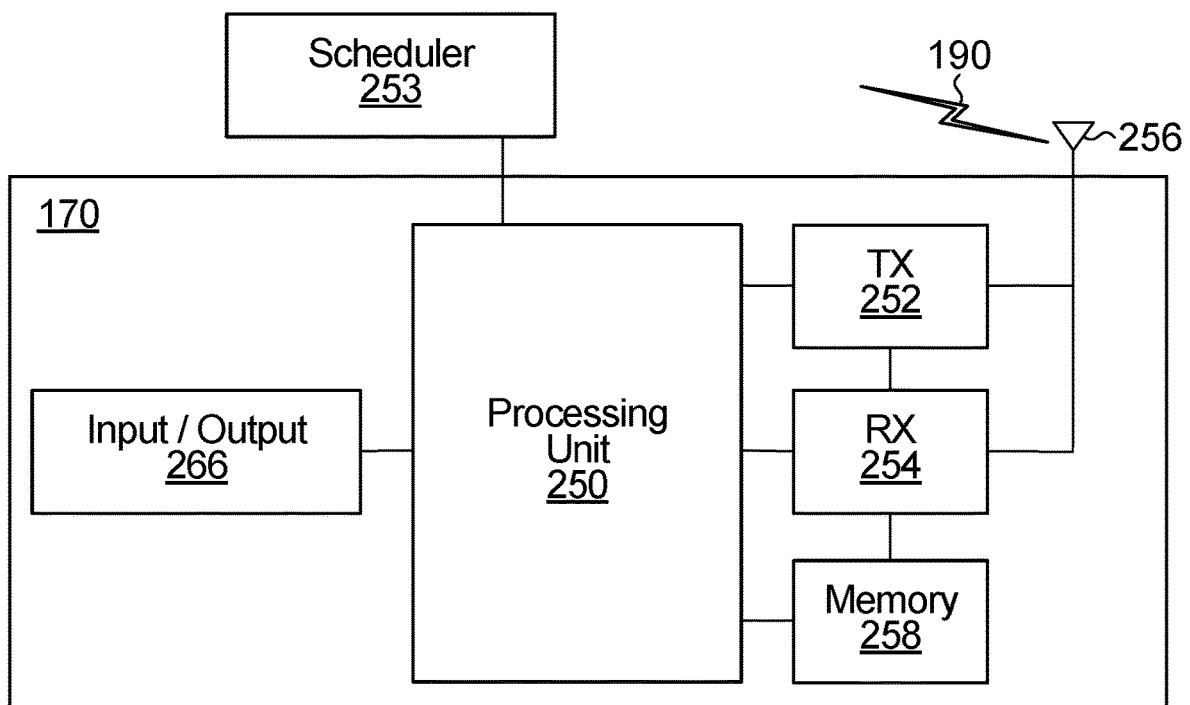 Scheduler
253
190
256
170
TX
252
Input / Output
266
Processing
Unit
250
RX
254
Memory
258